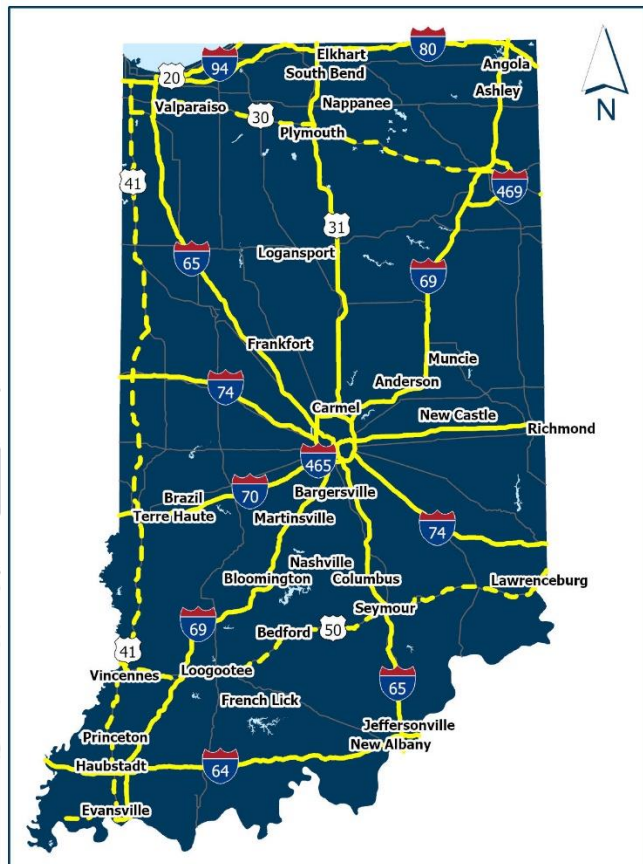 80
Elkhart
94
20
South Bend
Angola
Ashley
Nappanee
Valparaiso
30
Plymouth
N
41
469
31
Logansport
65
69
Frankfort
Muncie
74
Anderson
Carmel
New Castle
Richmond
465
Bargersville
70
Brazil
Terre Haute
Martinsville
74
Nashville
Bloomington
Columbus
Lawrenceburg
Seymour
69
50
Bedford
41
Loogootee
Vincennes
65
French Lick
Jeffersonville
Princeton
New Albany
Haubstadt
64
Evansville